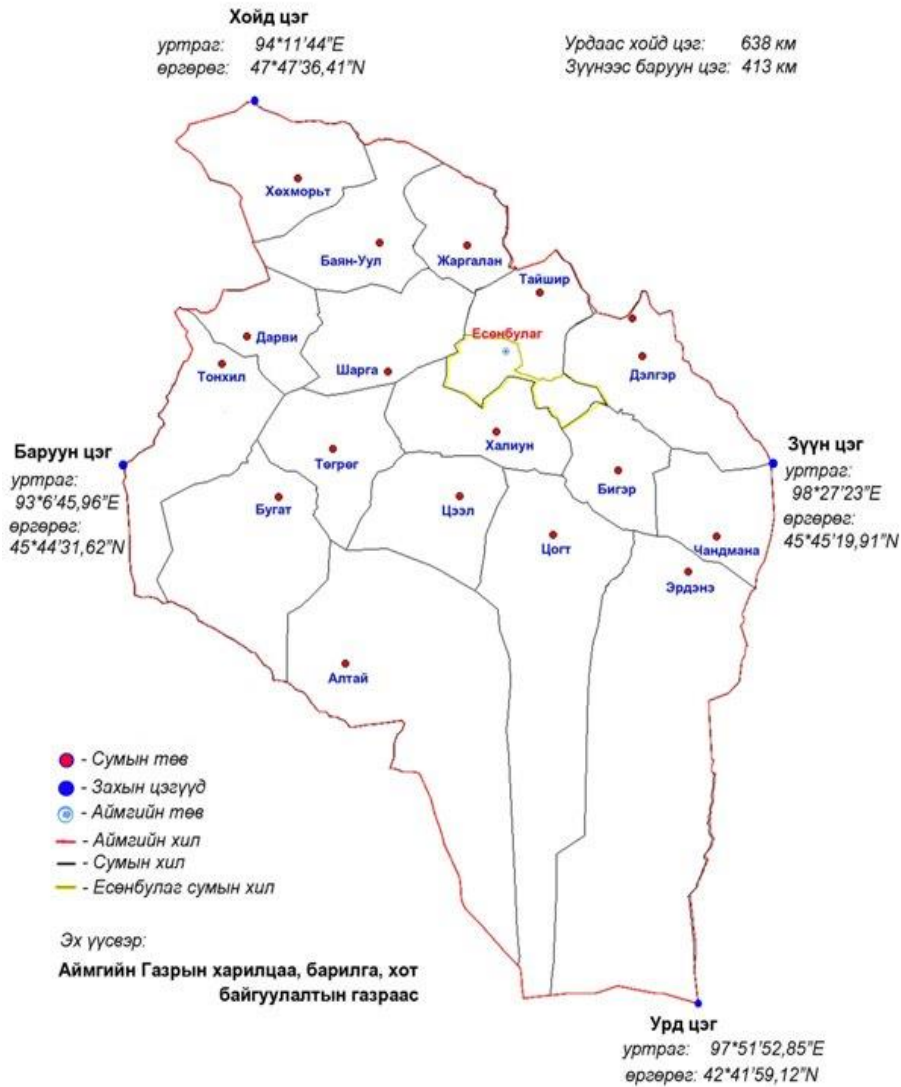 Хойд цэг
уртраг: 94*11'44"E
өргөрөг: 47*47'36,41"N
Урдаас хойд цэг: 638 км
Зүүнээс баруун цэг: 413 км
Хөхморьт
Баян-Уул
Жаргалан
Тайшир
Есөнбулаг
Дарви
Тонхил
Шарга
Дэлгэр
Халиун
Баруун цэг
уртраг:
93*6'45,96"E
өргөрөг:
45*44'31,62"N
Зүүн цэг
уртраг:
98*27'23"E
өргөрөг:
45*45'19,91"N
Төгрөг
Бугат
Цээл
Бигэр
Цогт
Чандмана
Эрдэнэ
Алтай
- Сумын төв
- Захын цэгүүд
- Аймгийн төв
- Аймгийн хил
- Сумын хил
- Есөнбулаг сумын хил
Эх үүсвэр:
Аймгийн Газрын харилцаа, барилга, хот
байгуулалтын газраас
Урд цэг
уртраг: 97*51'52,85"E
өргөрөг: 42*41'59,12"N